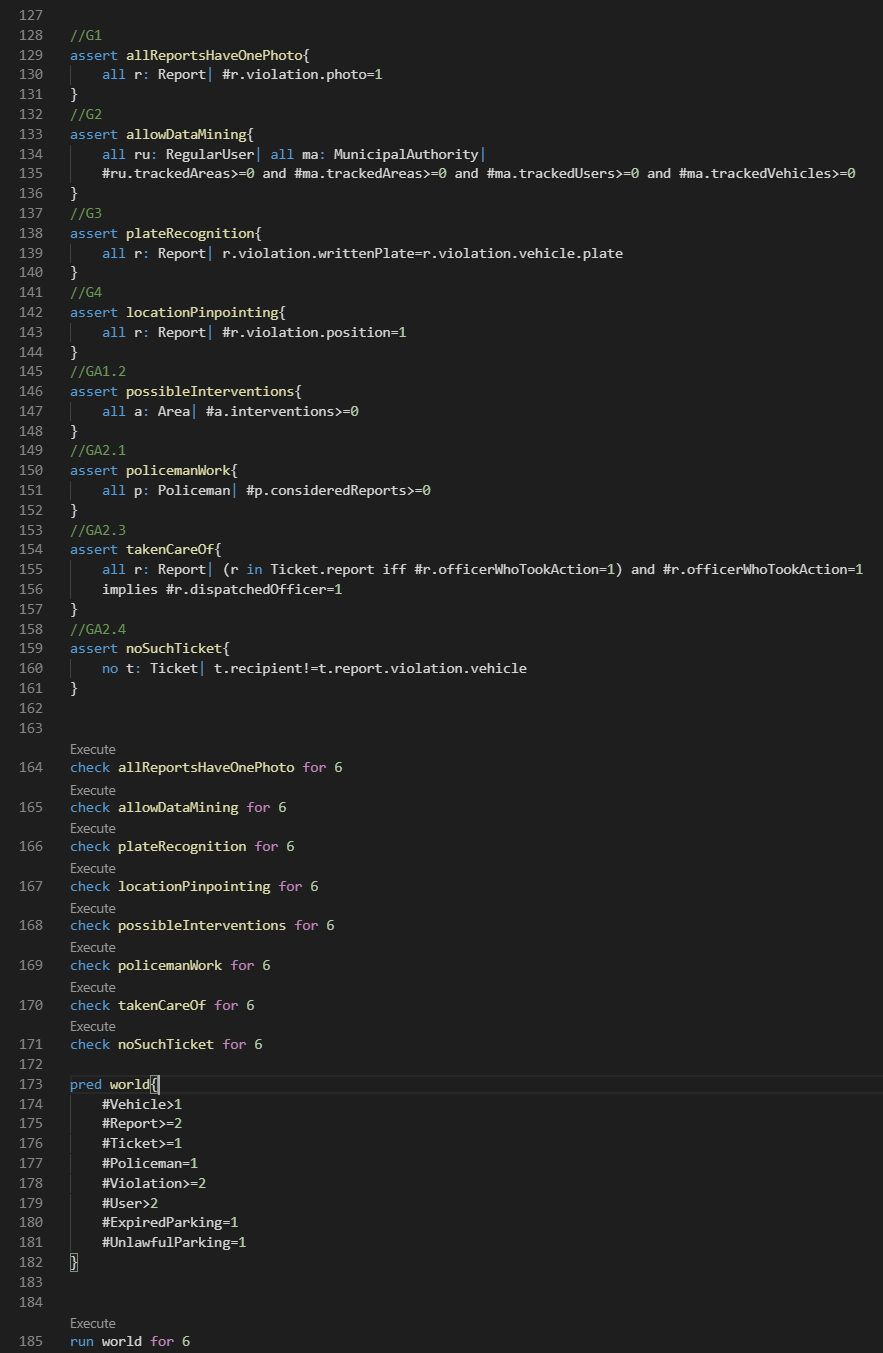 127
128 //G1
129 assert allReportsHaveOnePhoto{
130 all r: Report| #r.violation.photo=1
131 }
132 //G2
133 assert allowDataMining{
134 all ru: RegularUser| all ma: MunicipalAuthority|
135 #ru.trackedAreas>=0 and #ma.trackedAreas>=0 and #ma.trackedUsers>=0 and #ma.trackedVehicles>=0
136 }
137 //G3
138 assert plateRecognition{
139 all r: Report| r.violation.writtenPlate=r.violation.vehicle.plate
140 }
141 //G4
142 assert locationPinpointing{
143 all r: Report| #r.violation.position=1
144 }
145 //GA1.2
146 assert possibleInterventions{
147 all a: Area| #a.interventions>=0
148 }
149 //GA2.1
150 assert policemanWork{
151 all p: Policeman| #p.consideredReports>=0
152 }
153 //GA2.3
154 assert takenCareOf{
155 all r: Report| (r in Ticket.report iff #r.officerWhoTookAction=1) and #r.officerWhoTookAction=1
156 implies #r.dispatchedOfficer=1
157 }
158 //GA2.4
159 assert noSuchTicket{
160 no t: Ticket| t.recipient!=t.report.violation.vehicle
161 }
162
163
Execute
164 check allReportsHaveOnePhoto for 6
Execute
165 check allowDataMining for 6
Execute
166 check plateRecognition for 6
Execute
167 check locationPinpointing for 6
Execute
168 check possibleInterventions for 6
Execute
169 check policemanWork for 6
Execute
170 check takenCareOf for 6
Execute
171 check noSuchTicket for 6
172
173 pred world{
174 #Vehicle>1
175 #Report>=2
176 #Ticket>=1
177 #Policeman=1
178 #Violation>=2
179 #User>2
180 #ExpiredParking=1
181 #UnlawfulParking=1
182 }
183
184
Execute
185 run world for 6